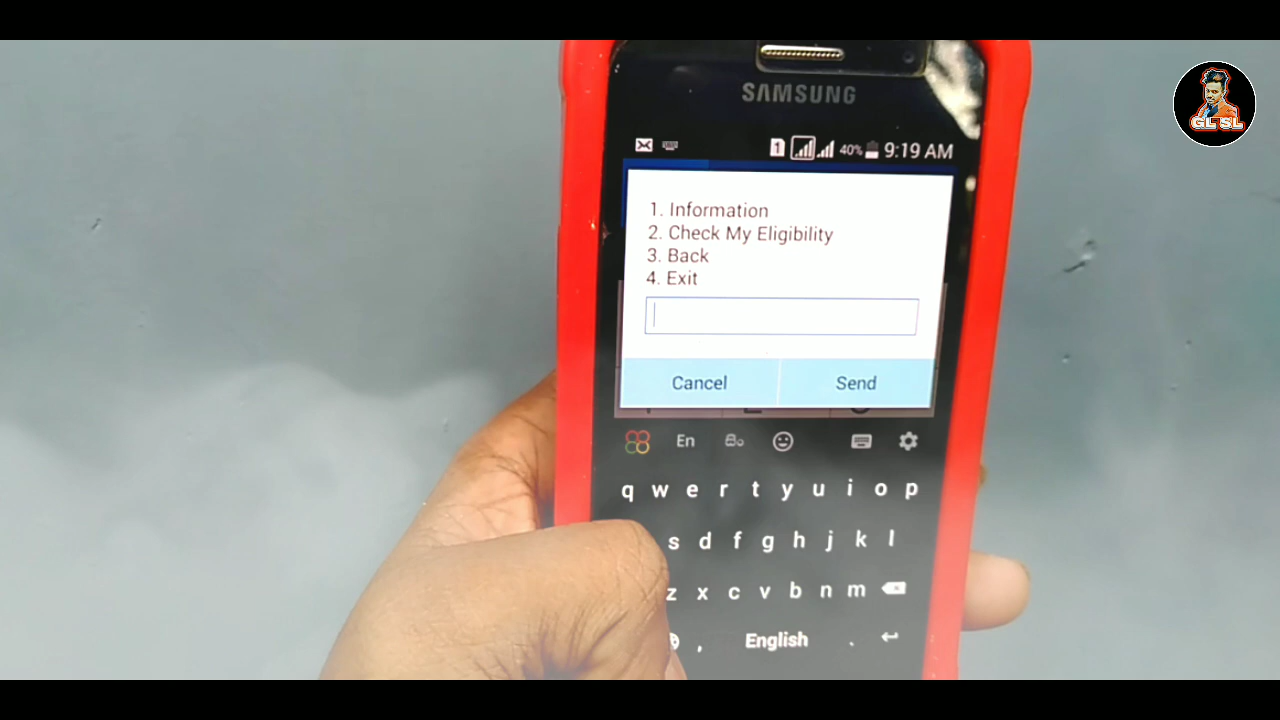 GL SL
SAMSUNG
1 40% 9:19 AM
1. Information
2. Check My Eligibility
3. Back
4. Exit
Cancel Send
En සිං
q w e r t y u i o p
s d f g h j k l
z x c v b n m
, English .